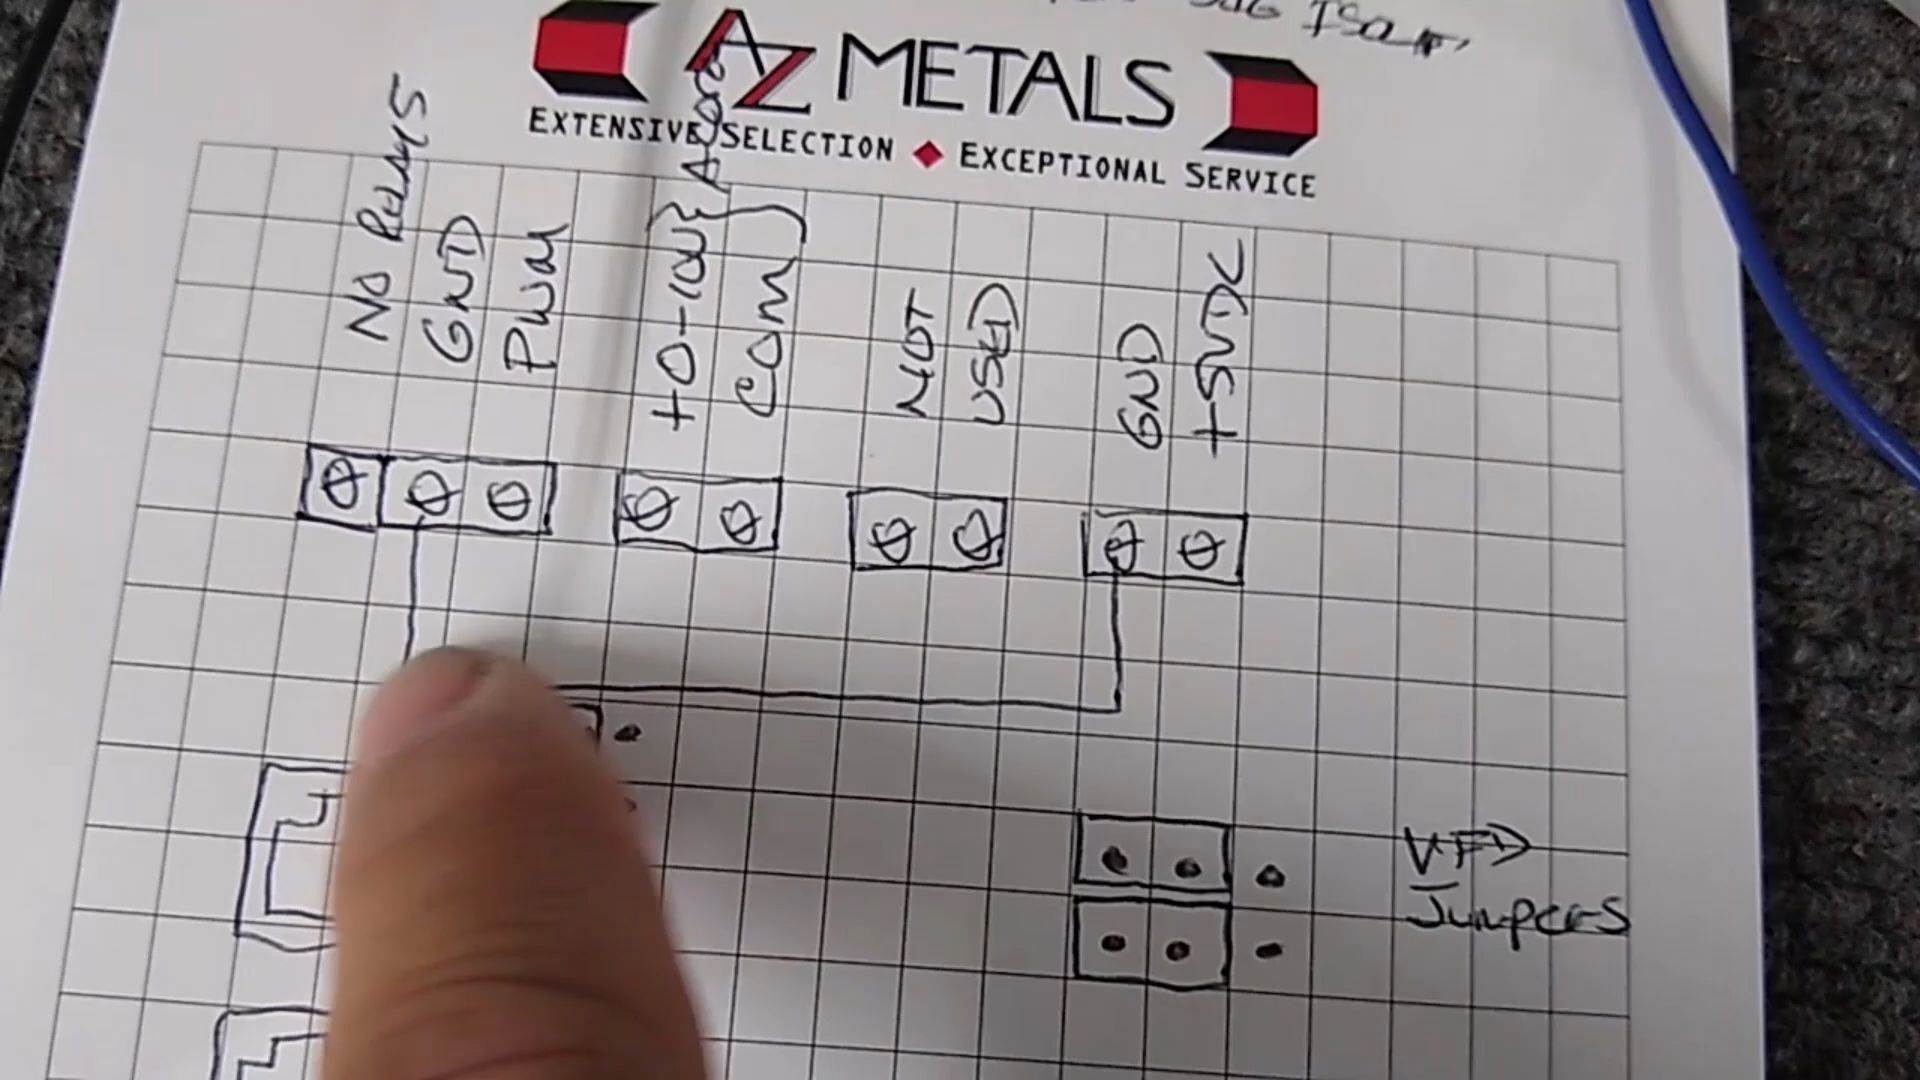 AZ METALS
EXTENSIVE SELECTION ◆ EXCEPTIONAL SERVICE
No Relays
GND
PWM
+0-10V
COM
NOT
USED
GND
+5VDC
VFD
Jumpers